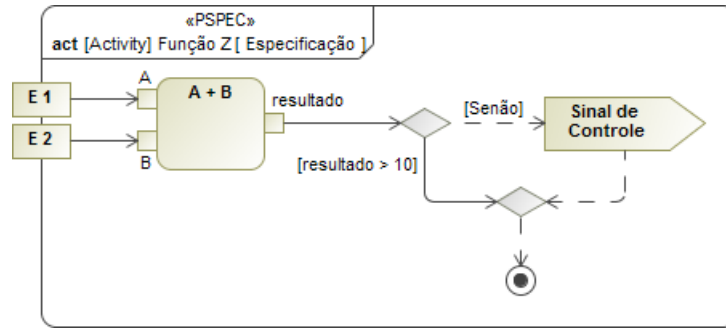 «PSPEC»
act [Activity] Função Z [ Especificação ]
E 1
A
A + B
resultado
[Senão]
Sinal de
Controle
E 2
B
[resultado > 10]